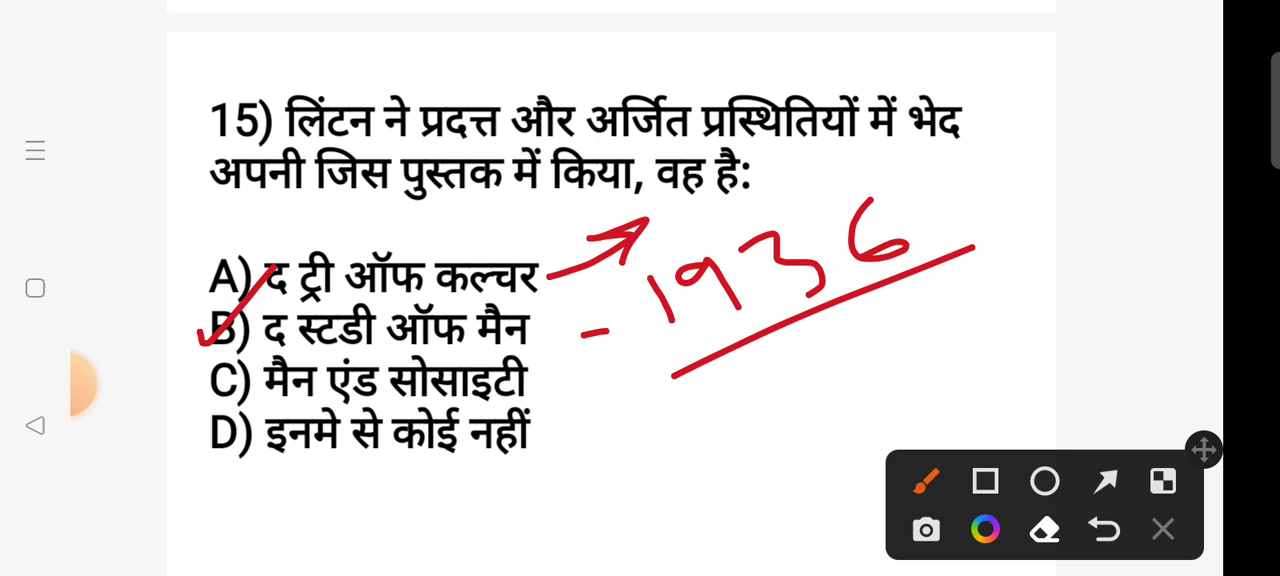 15) लिंटन ने प्रदत्त और अर्जित प्रस्थितियों में भेद
अपनी जिस पुस्तक में किया, वह है:
A) द ट्री ऑफ कल्चर
B) द स्टडी ऑफ मैन
- 1936
C) मैन एंड सोसाइटी
D) इनमे से कोई नहीं